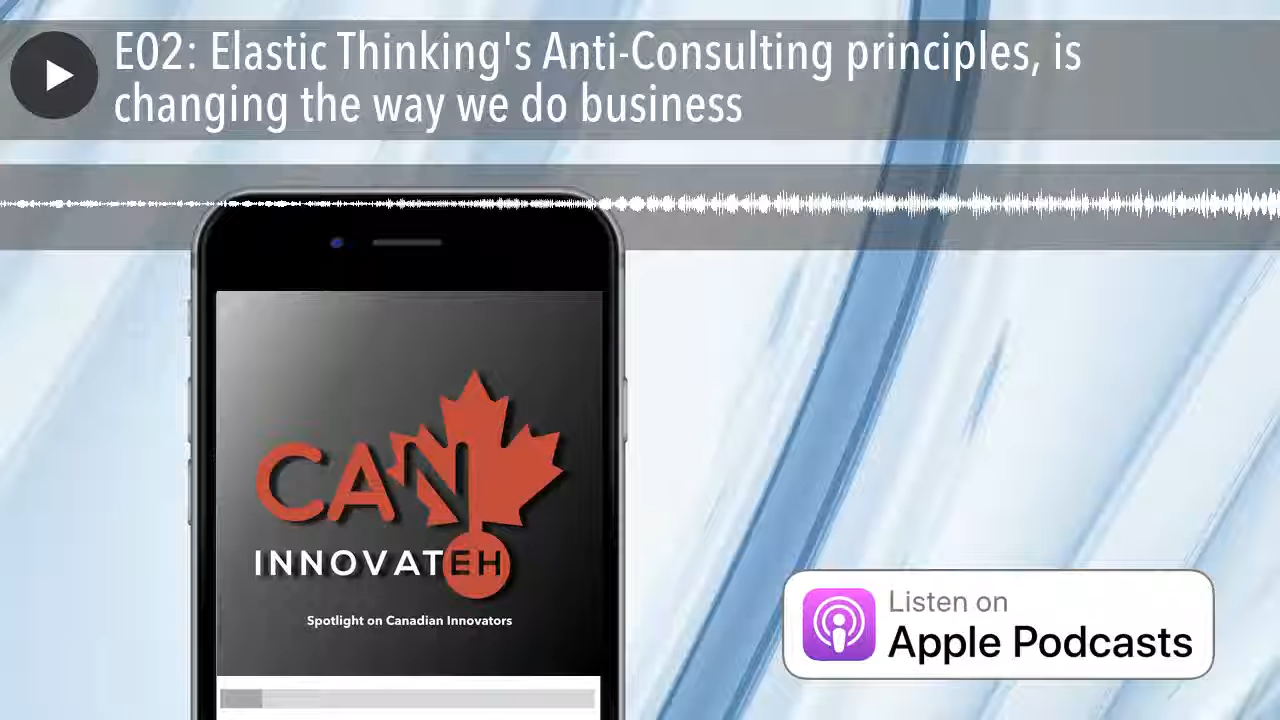 E02: Elastic Thinking's Anti-Consulting principles, is
changing the way we do business
CAN
INNOVATEH
Spotlight on Canadian Innovators
Listen on
Apple Podcasts